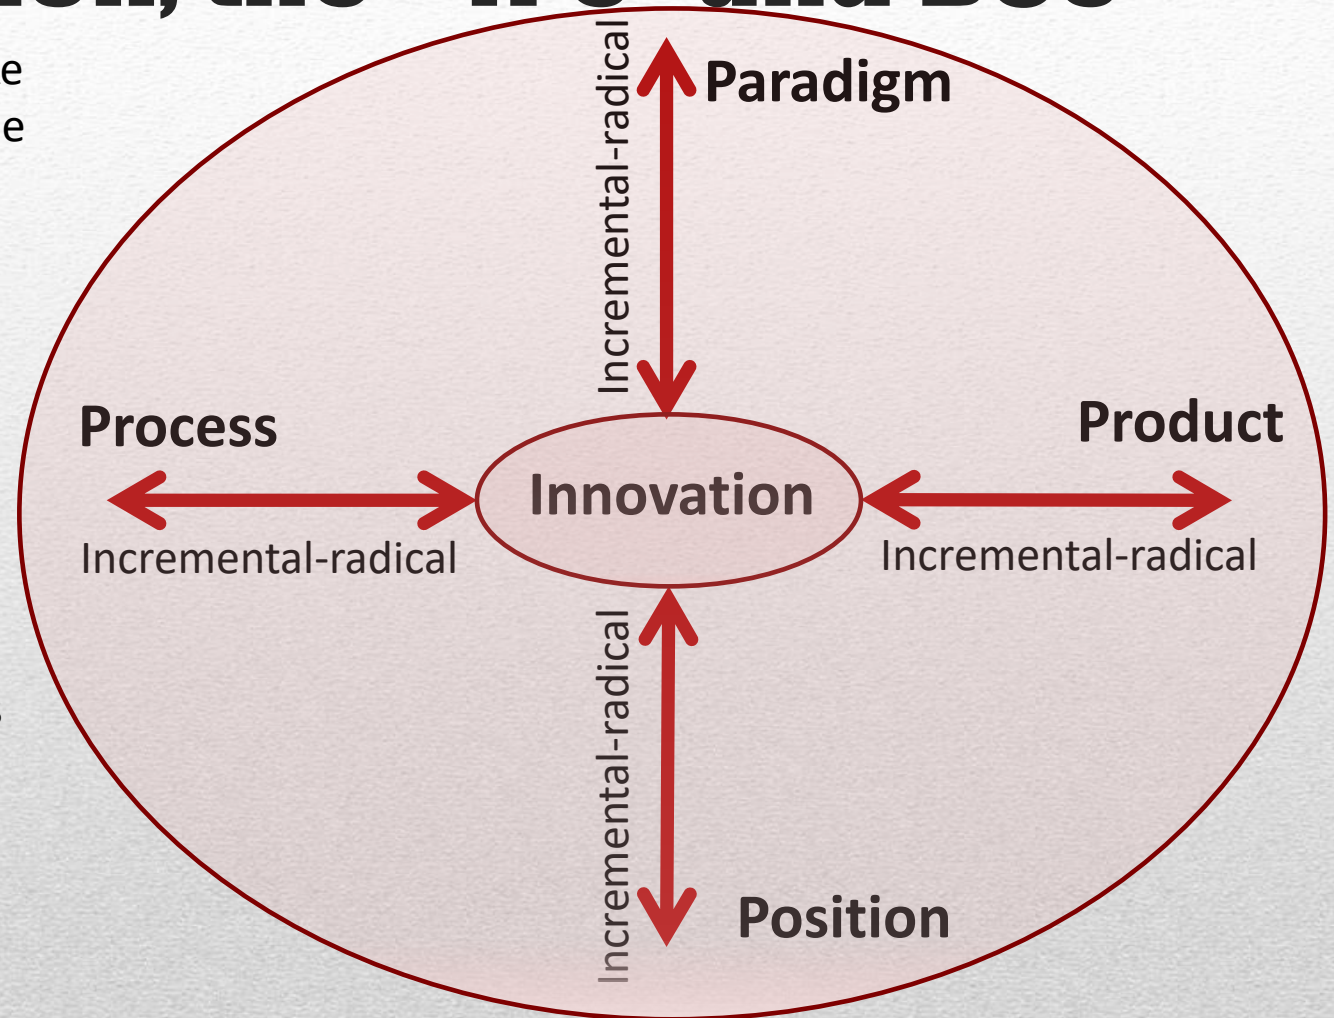 Paradigm
Incremental-radical
Process
Product
Innovation
Incremental-radical
Incremental-radical
Incremental-radical
Position